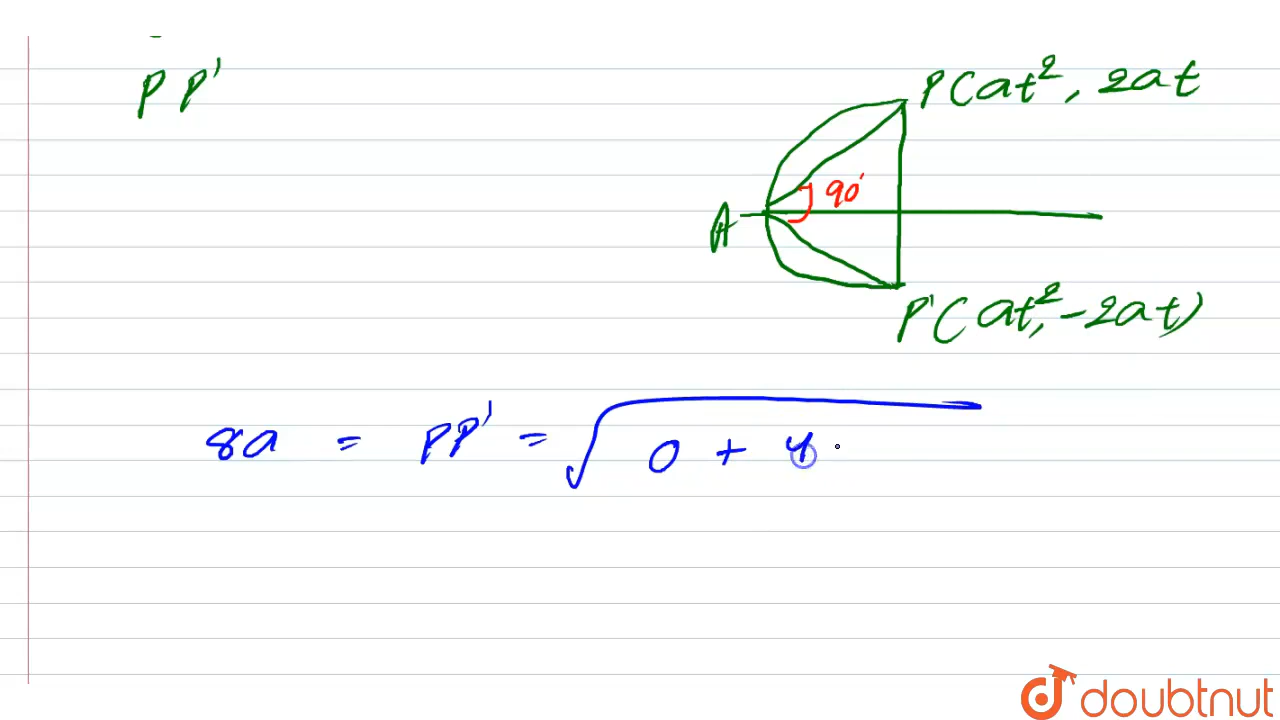 PP'
P(at², 2at
90°
A
P'(at², -2at)
8a = PP' = √0 + 4
doubtnut